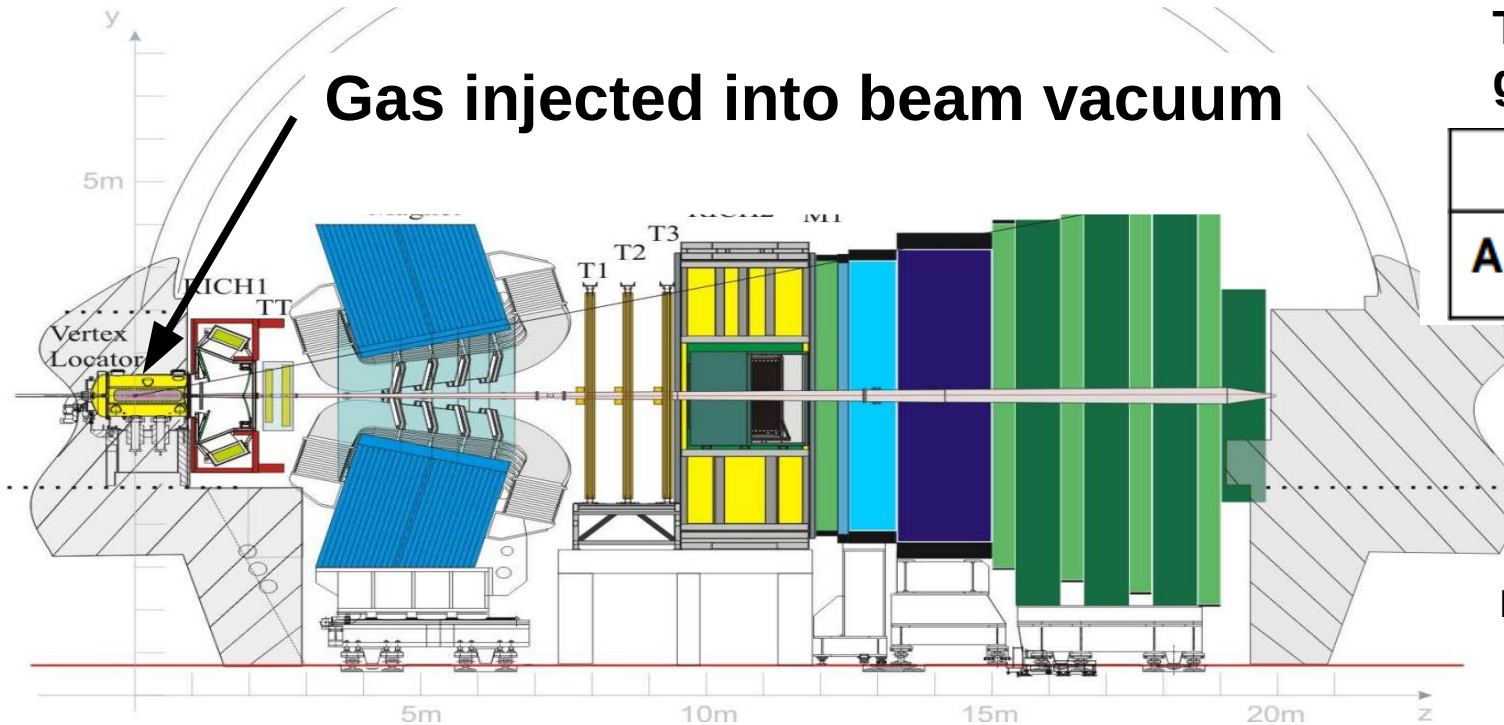 y
T
g
Gas injected into beam vacuum
5m
A
M1
T3
T2
T1
RICH1
TT
Vertex
Locator
5m
10m
15m
20m
z